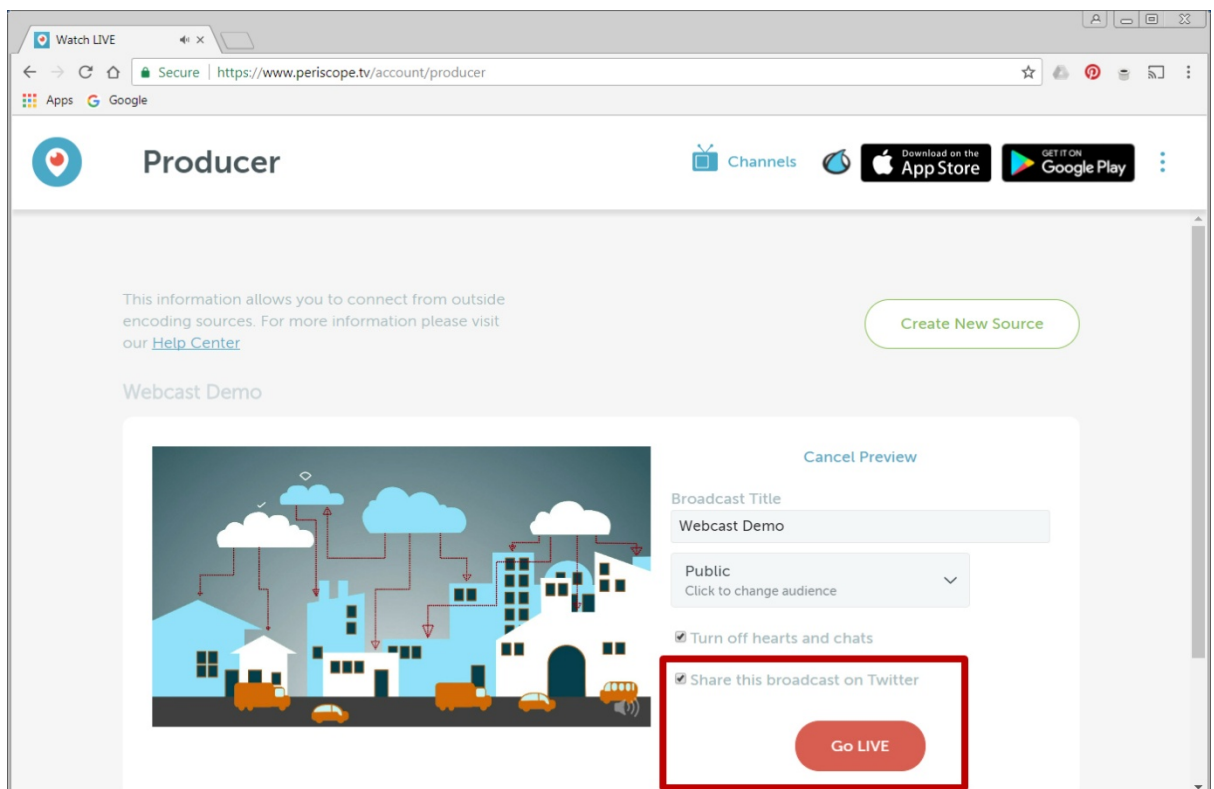 Watch LIVE
Secure | https://www.periscope.tv/account/producer
Apps Google
Producer
Channels
Download on the
App Store
GET IT ON
Google Play
This information allows you to connect from outside
encoding sources. For more information please visit
our Help Center
Create New Source
Webcast Demo
Cancel Preview
Broadcast Title
Webcast Demo
Public
Click to change audience
Turn off hearts and chats
Share this broadcast on Twitter
Go LIVE